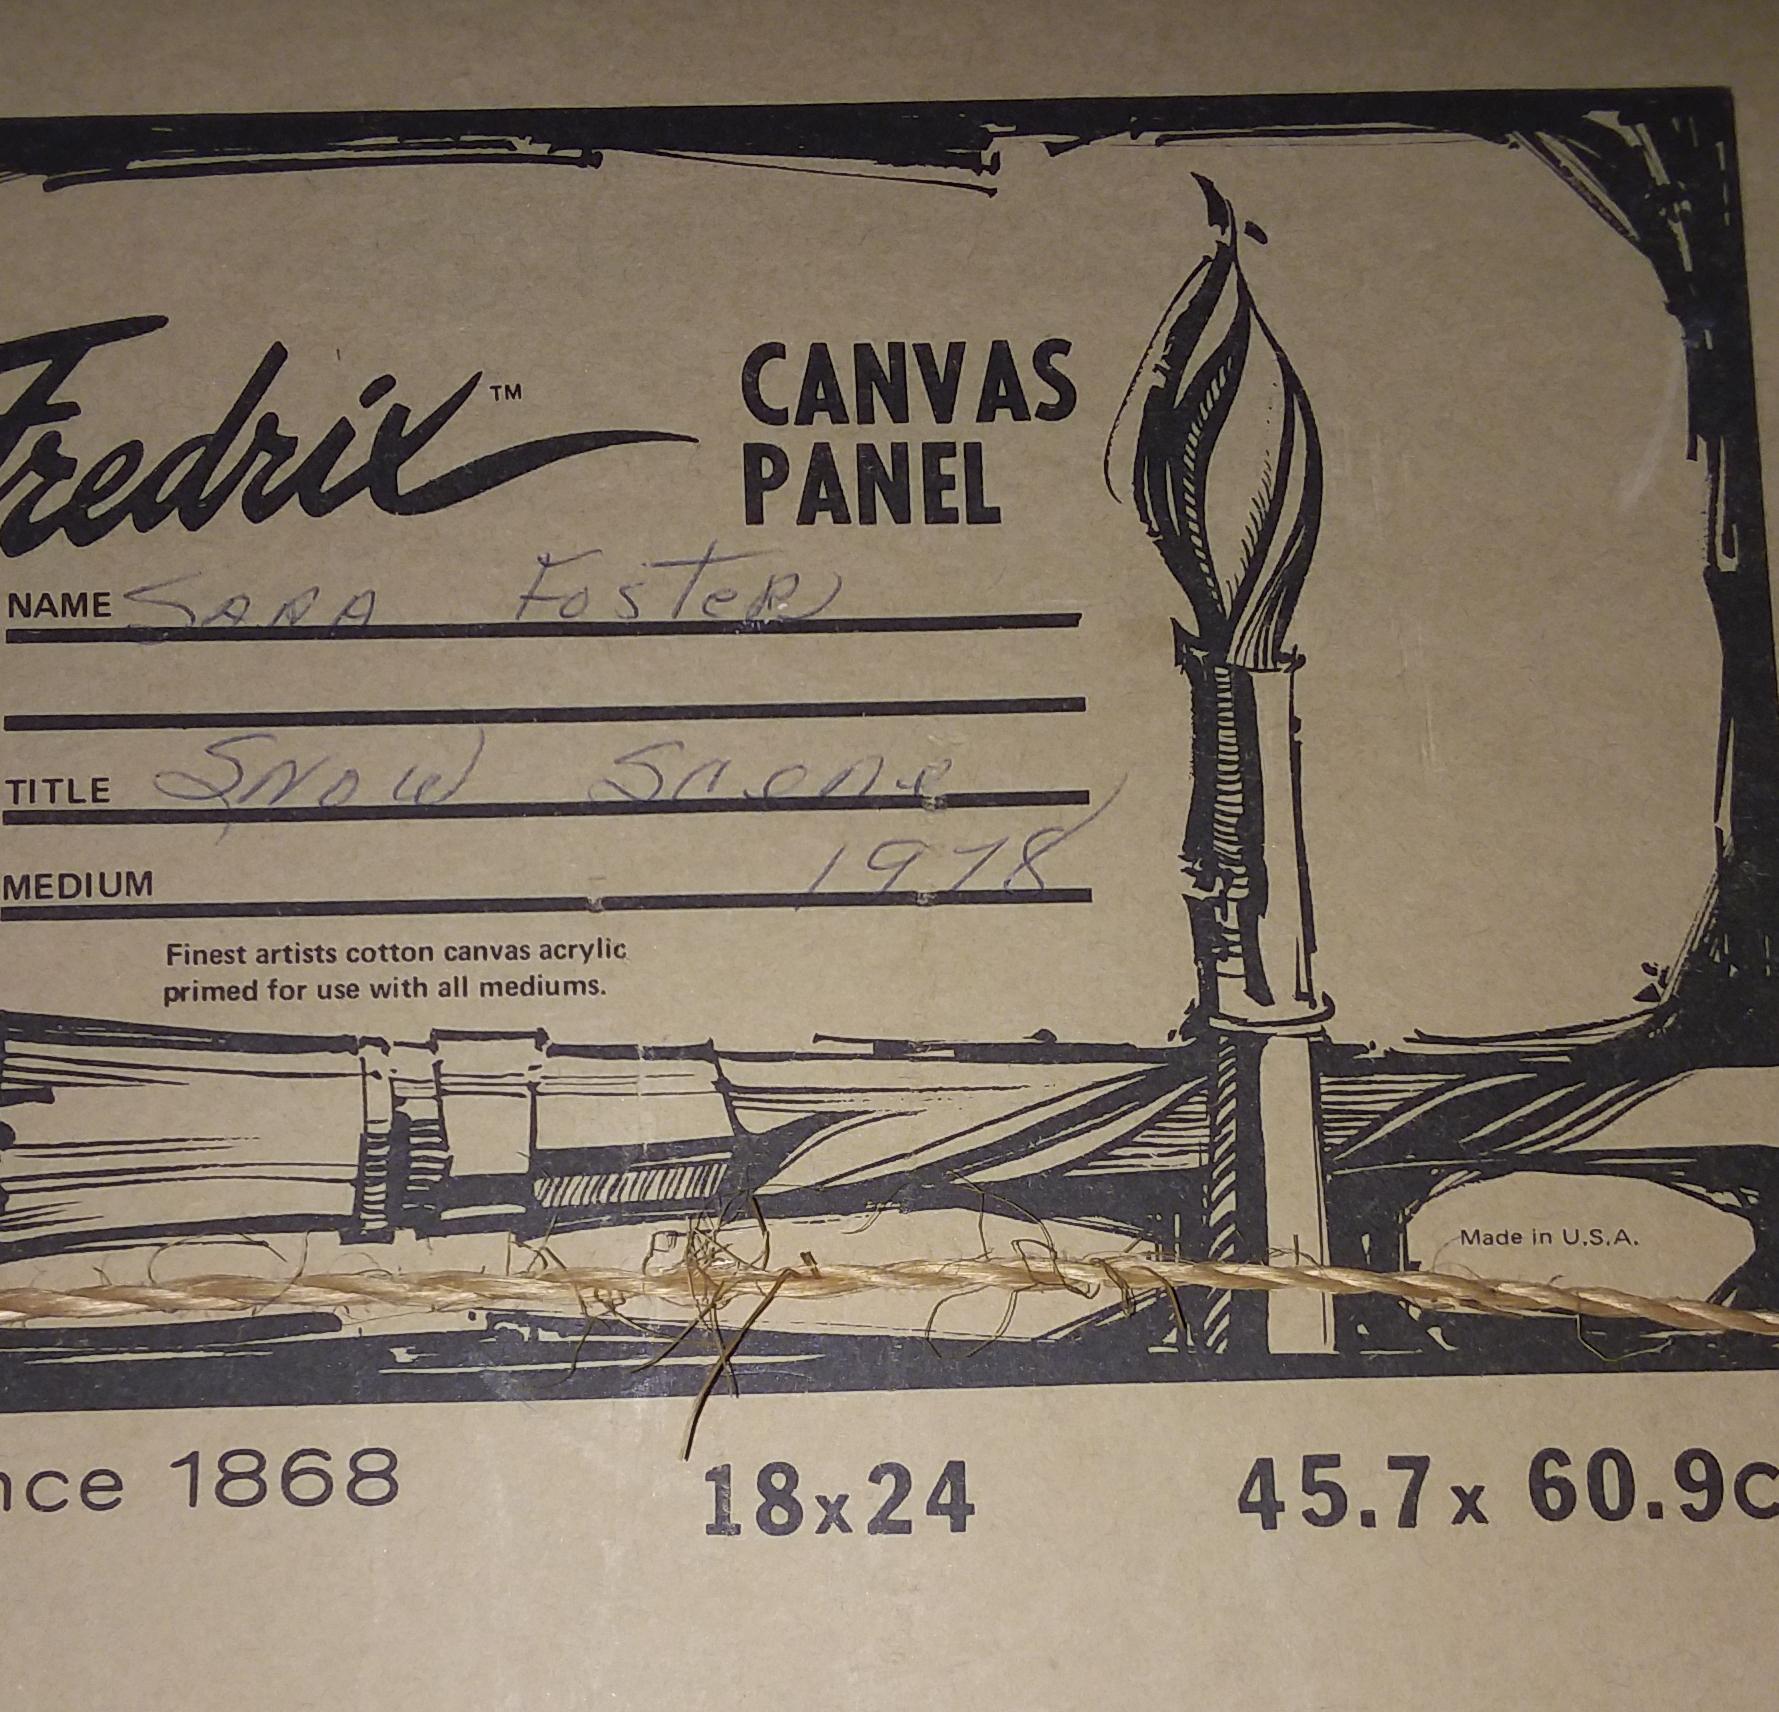 Fredrix™ CANVAS
PANEL
NAME SARA FOSTER
TITLE Snow Scene
MEDIUM 1978
Finest artists cotton canvas acrylic
primed for use with all mediums.
Made in U.S.A.
nce 1868 18x24 45.7x 60.9c